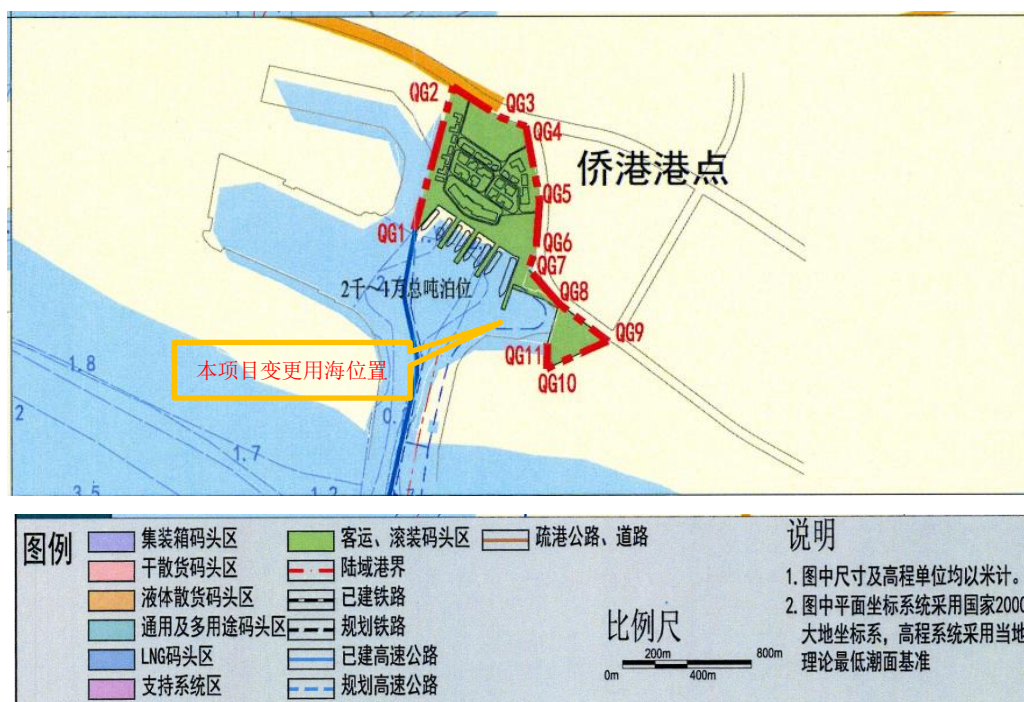 QG2
QG3
QG4
侨港港点
QG5
QG1
QG6
QG7
2千~1万总吨泊位
QG8
QG9
本项目变更用海位置
QG11
QG10
1.8
2
1.7
3.5
1.2
图例
集装箱码头区
干散货码头区
液体散货码头区
通用及多用途码头区
LNG码头区
支持系统区
客运、滚装码头区
陆域港界
已建铁路
规划铁路
已建高速公路
规划高速公路
疏港公路、道路
比例尺
200m
800m
0m
400m
说明
1. 图中尺寸及高程单位均以米计。
2. 图中平面坐标系统采用国家2000
大地坐标系，高程系统采用当地
理论最低潮面基准